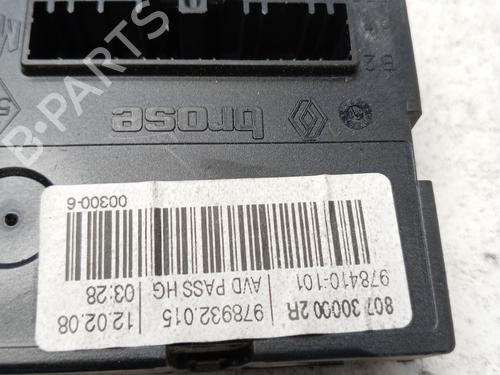 807 30000 2R
978410-101
978932.015
AVD PASS HG
12.02.08
03:28
00300-6
brose
B-PARTS